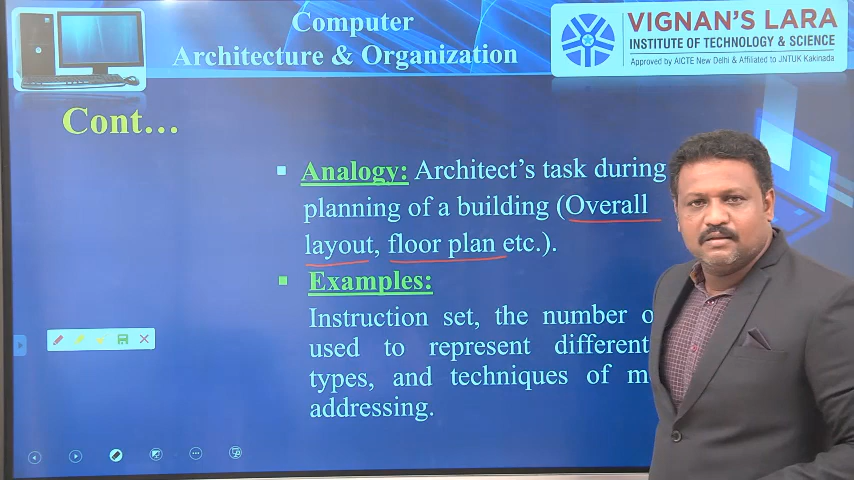 Computer
Architecture & Organization
VIGNAN'S LARA
INSTITUTE OF TECHNOLOGY & SCIENCE
Approved by AICTE New Delhi & Affiliated to JNTUK Kakinada
Cont…
▪ Analogy: Architect's task during
planning of a building (Overall
layout, floor plan etc.).
▪ Examples:
Instruction set, the number o
used to represent different
types, and techniques of m
addressing.